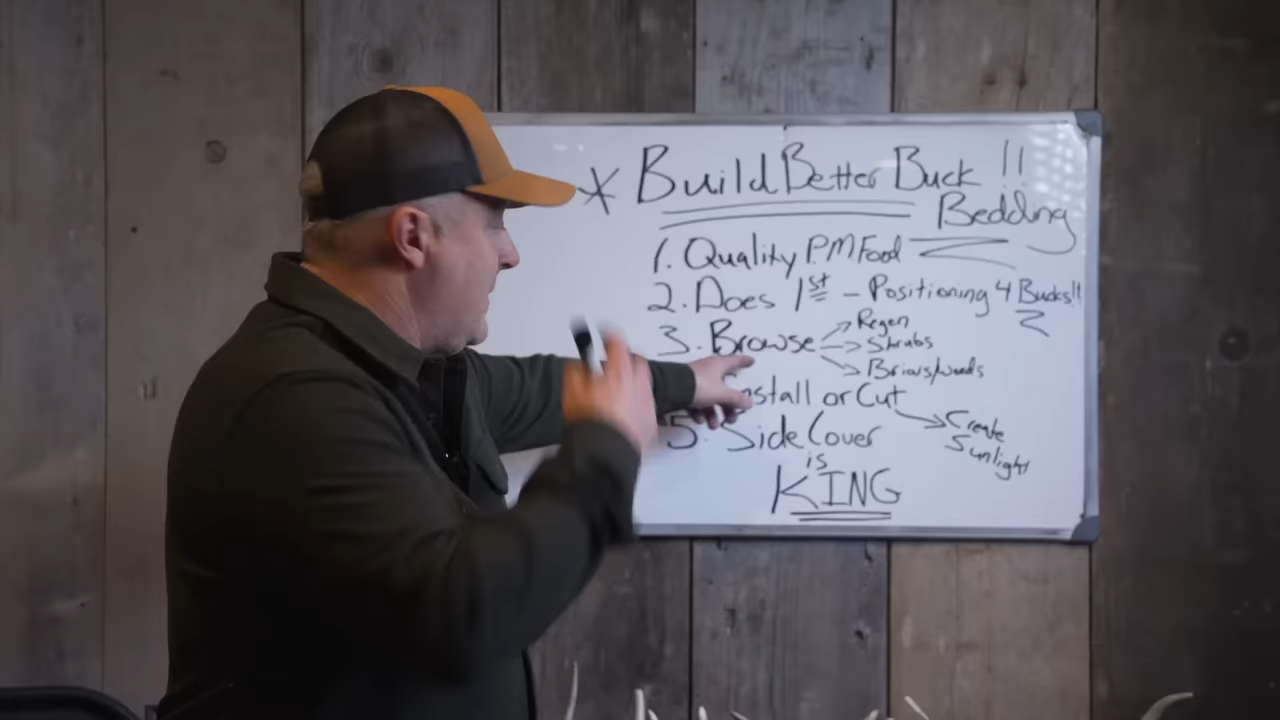 * Build Better Buck !!
Bedding
1. Quality P.M Food
2. Does 1st - Positioning 4 Bucks!!
3. Browse → Regen
→ Shrubs
→ Briars/weeds
nstall or Cut → Create
Sunlight
5. Side Cover
is
KING